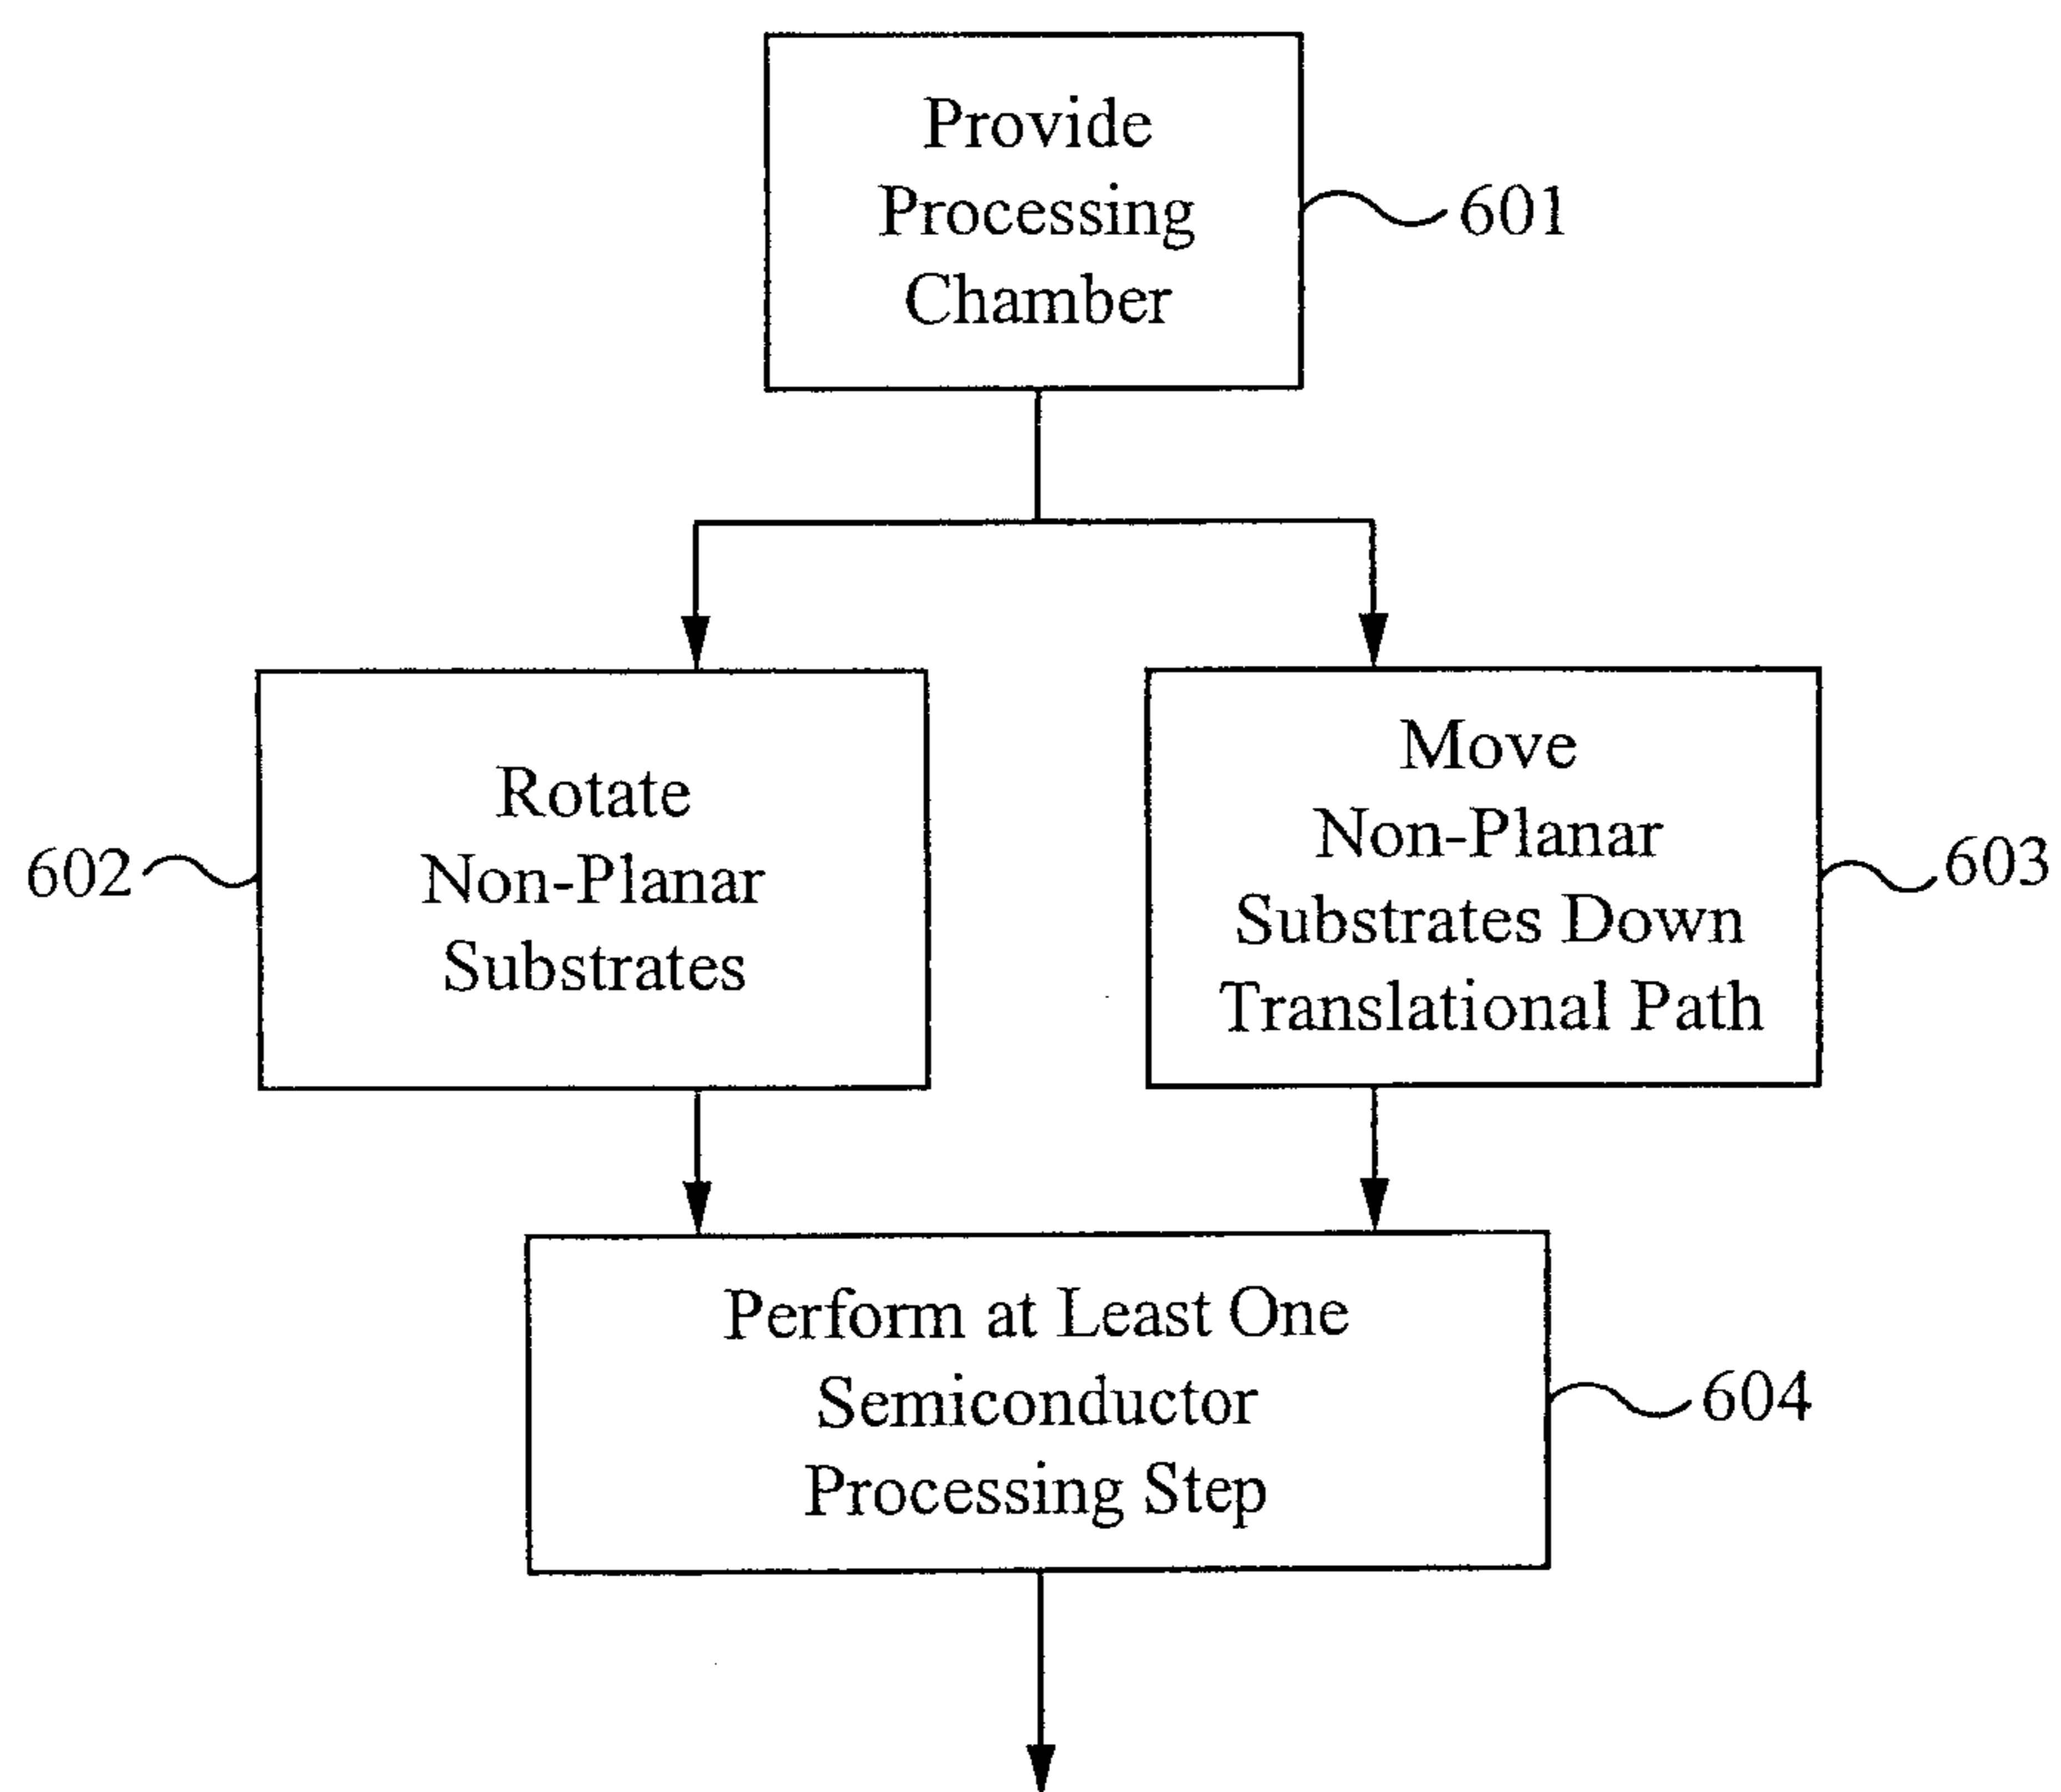 Provide
Processing
Chamber
601
Rotate
Non-Planar
Substrates
602
Move
Non-Planar
Substrates Down
Translational Path
603
Perform at Least One
Semiconductor
Processing Step
604